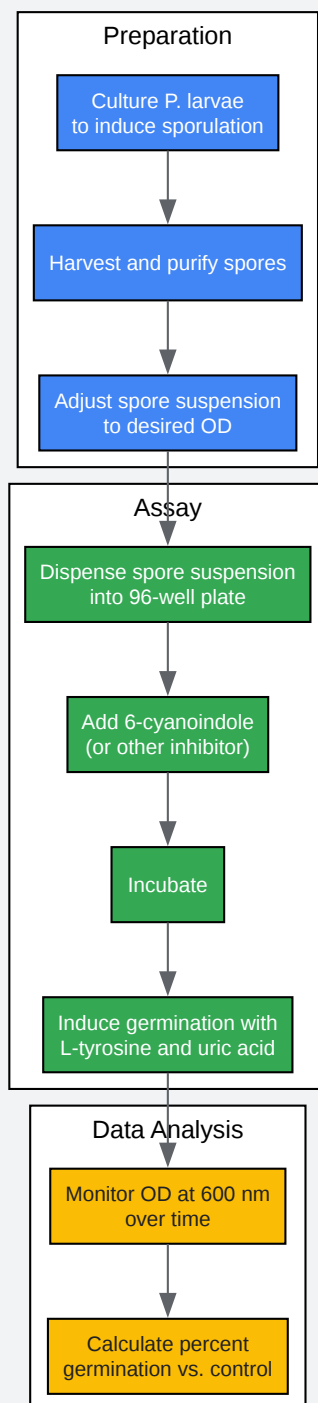 Preparation
Culture P. larvae
to induce sporulation
Harvest and purify spores
Adjust spore suspension
to desired OD
Assay
Dispense spore suspension
into 96-well plate
Add 6-cyanoindole
(or other inhibitor)
Incubate
Induce germination with
L-tyrosine and uric acid
Data Analysis
Monitor OD at 600 nm
over time
Calculate percent
germination vs. control